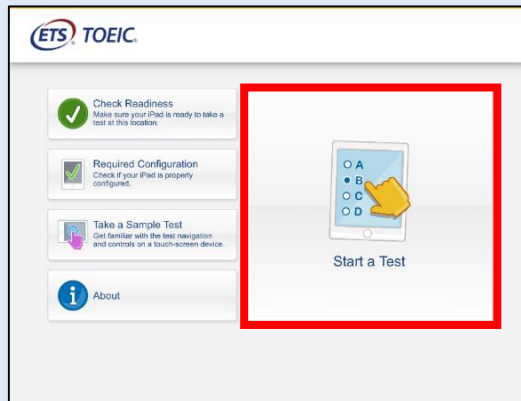 ETS TOEIC.
Check Readiness
Make sure your iPad is ready to take a
test at this location.
Required Configuration
Check if your iPad is properly
configured.
Take a Sample Test
Get familiar with the test navigation
and controls on a touch-screen device.
About
A
B
C
D
Start a Test